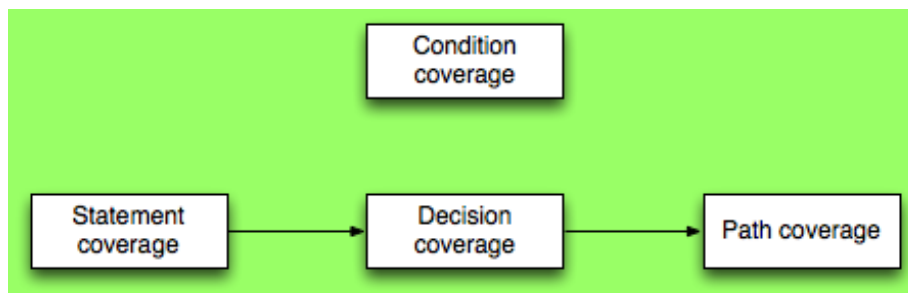 Condition
coverage
Statement
coverage
Decision
coverage
Path coverage